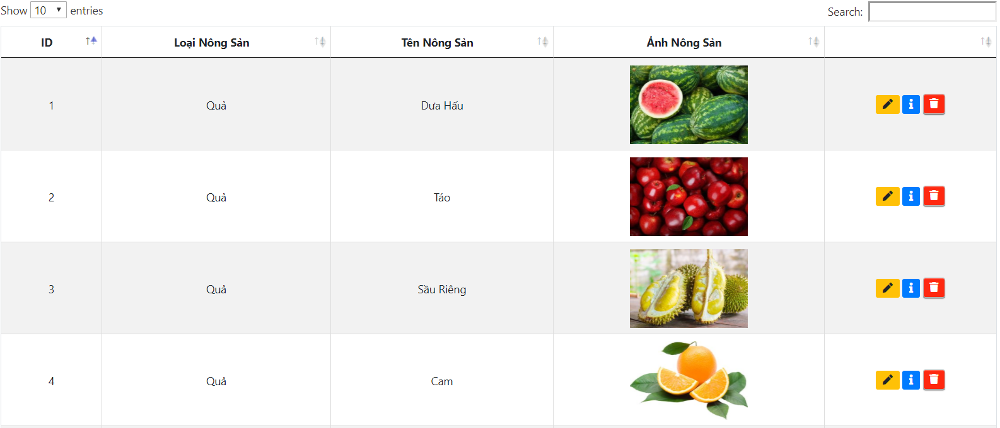 Show 10 entries Search:
ID Loại Nông Sản Tên Nông Sản Ảnh Nông Sản
1 Quả Dưa Hấu
2 Quả Táo
3 Quả Sầu Riêng
4 Quả Cam